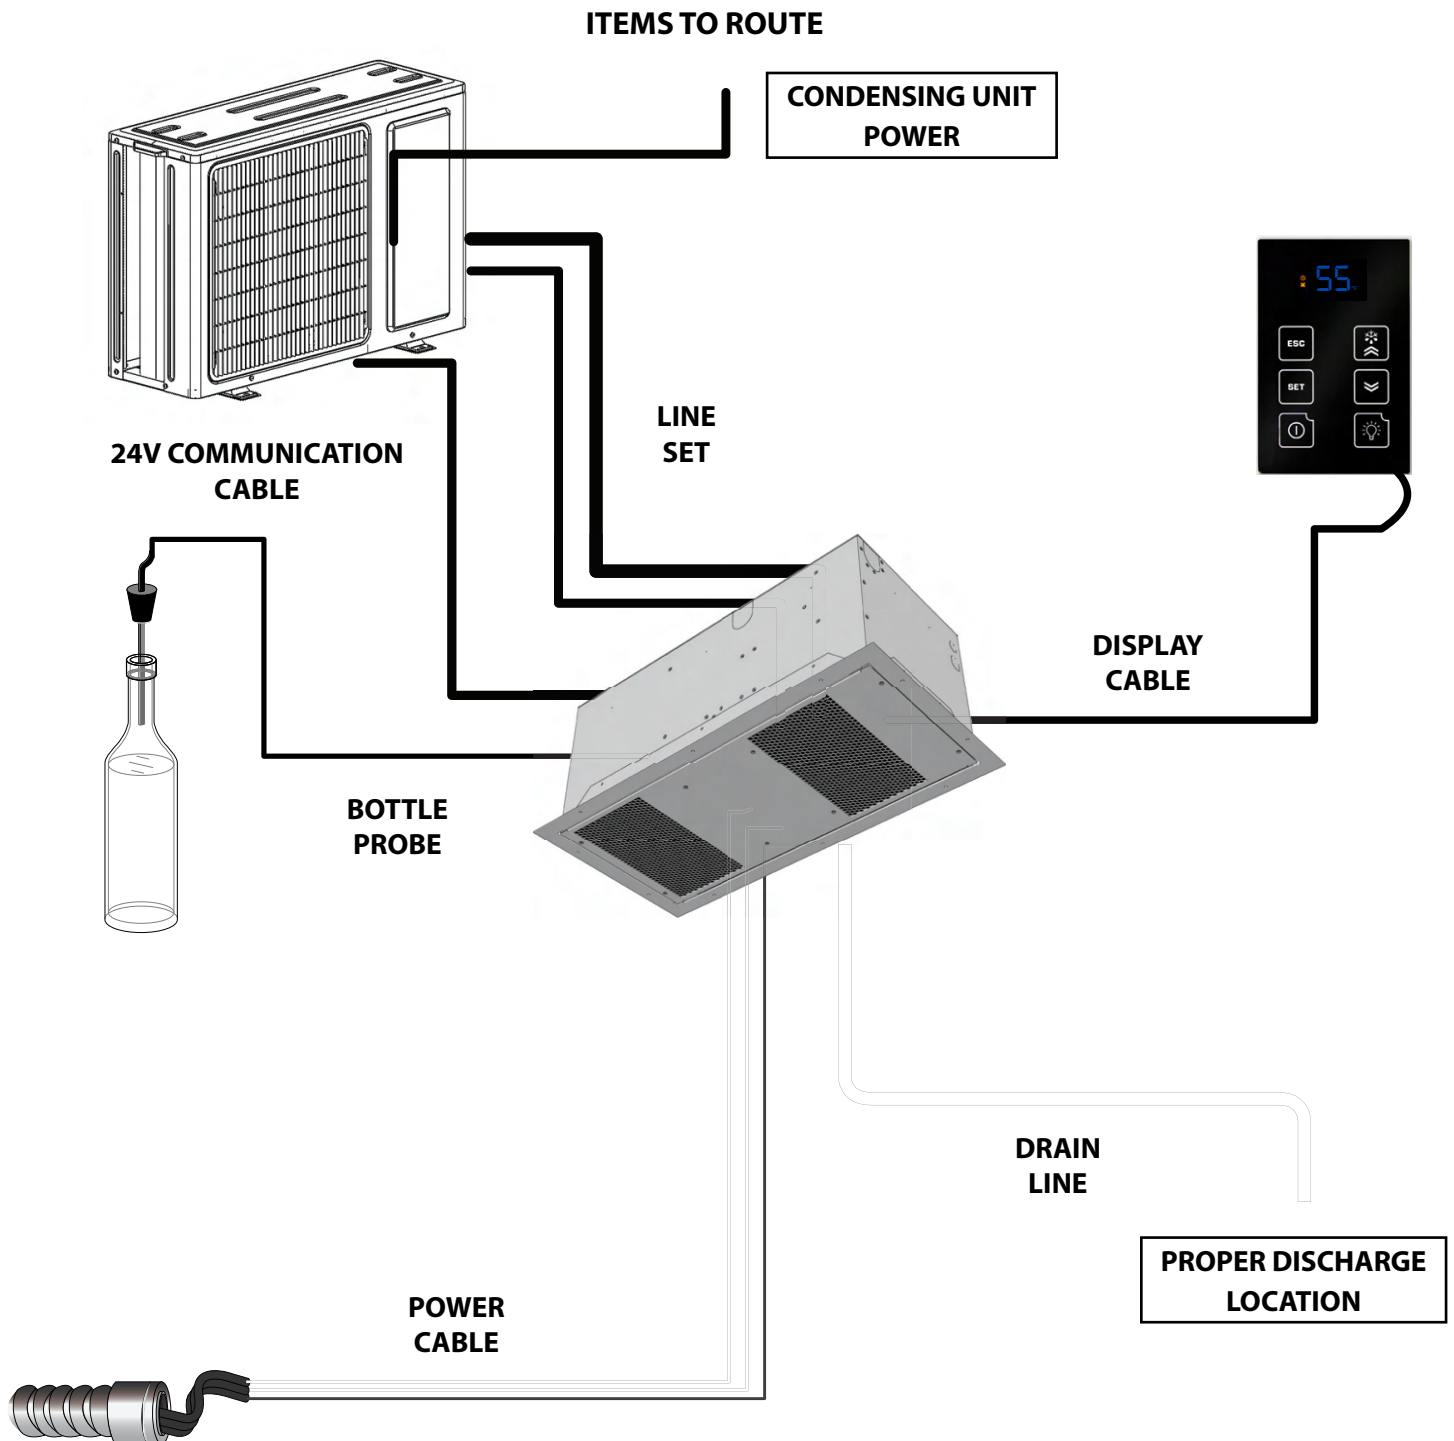 ITEMS TO ROUTE
CONDENSING UNIT
POWER
55
ESC
SET
LINE
SET
24V COMMUNICATION
CABLE
DISPLAY
CABLE
BOTTLE
PROBE
DRAIN
LINE
PROPER DISCHARGE
LOCATION
POWER
CABLE